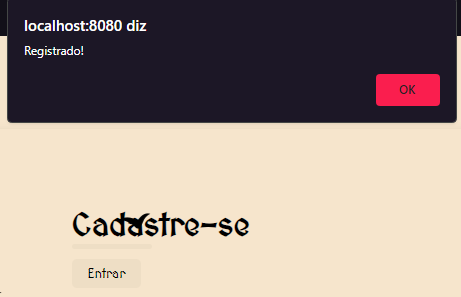 localhost:8080 diz
Registrado!
OK
Cadastre-se
Entrar